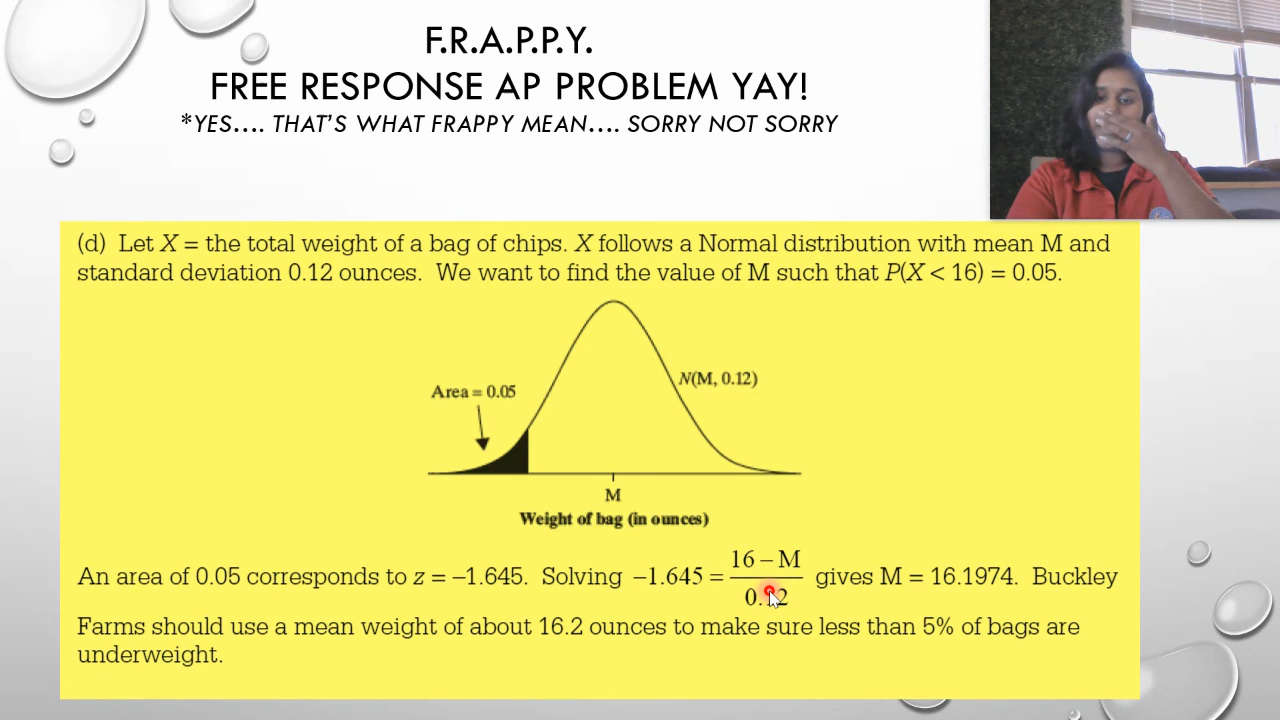 F.R.A.P.P.Y.
FREE RESPONSE AP PROBLEM YAY!
*YES.... THAT'S WHAT FRAPPY MEAN.... SORRY NOT SORRY
(d) Let X = the total weight of a bag of chips. X follows a Normal distribution with mean M and
standard deviation 0.12 ounces. We want to find the value of M such that P(X < 16) = 0.05.
Area = 0.05
N(M, 0.12)
M
Weight of bag (in ounces)
An area of 0.05 corresponds to z = –1.645. Solving −1.645 = (16 − M)/0.12 gives M = 16.1974. Buckley
Farms should use a mean weight of about 16.2 ounces to make sure less than 5% of bags are
underweight.